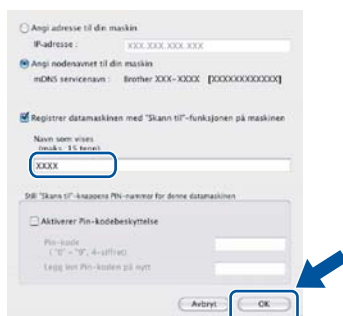 Angi adresse til din maskin
IP-adresse : XXX.XXX.XXX.XXX
Angi nodenavnet til din maskin
mDNS servicenavn : Brother XXX-XXXX [XXXXXXXXXXXX]
Registrer datamaskinen med "Skann til"-funksjonen på maskinen
Navn som vises
(maks. 15 tegn)
XXXX
Still "Skann til"-knappens PIN-nummer for denne datamaskinen
Aktiverer Pin-kodebeskyttelse
Pin-kode
( "0" - "9", 4-siffret)
Legg inn Pin-koden på nytt
Avbryt OK